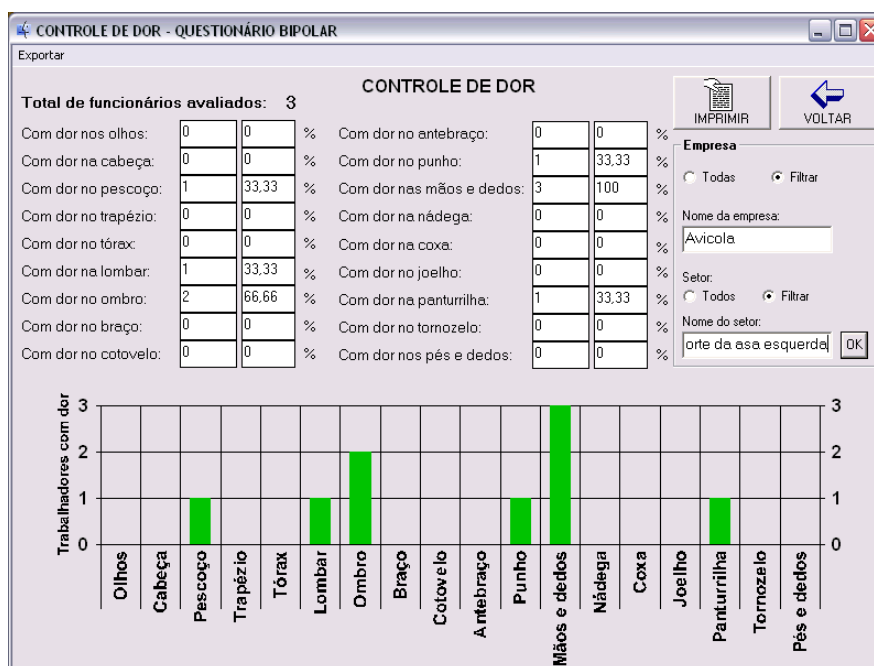 CONTROLE DE DOR - QUESTIONÁRIO BIPOLAR
Exportar
CONTROLE DE DOR
Total de funcionários avaliados: 3
Com dor nos olhos: 0 0 %
Com dor na cabeça: 0 0 %
Com dor no pescoço: 1 33,33 %
Com dor no trapézio: 0 0 %
Com dor no tórax: 0 0 %
Com dor na lombar: 1 33,33 %
Com dor no ombro: 2 66,66 %
Com dor no braço: 0 0 %
Com dor no cotovelo: 0 0 %
Com dor no antebraço: 0 0 %
Com dor no punho: 1 33,33 %
Com dor nas mãos e dedos: 3 100 %
Com dor na nádega: 0 0 %
Com dor na coxa: 0 0 %
Com dor no joelho: 0 0 %
Com dor na panturrilha: 1 33,33 %
Com dor no tornozelo: 0 0 %
Com dor nos pés e dedos: 0 0 %
IMPRIMIR
VOLTAR
Empresa
Todas Filtrar
Nome da empresa:
Avicola
Setor:
Todos Filtrar
Nome do setor:
orte da asa esquerda OK
Trabalhadores com dor
3 3
2 2
1 1
0 0
Olhos
Cabeça
Pescoço
Trapézio
Tórax
Lombar
Ombro
Braço
Cotovelo
Antebraço
Punho
Mãos e dedos
Nádega
Coxa
Joelho
Panturrilha
Tornozelo
Pés e dedos